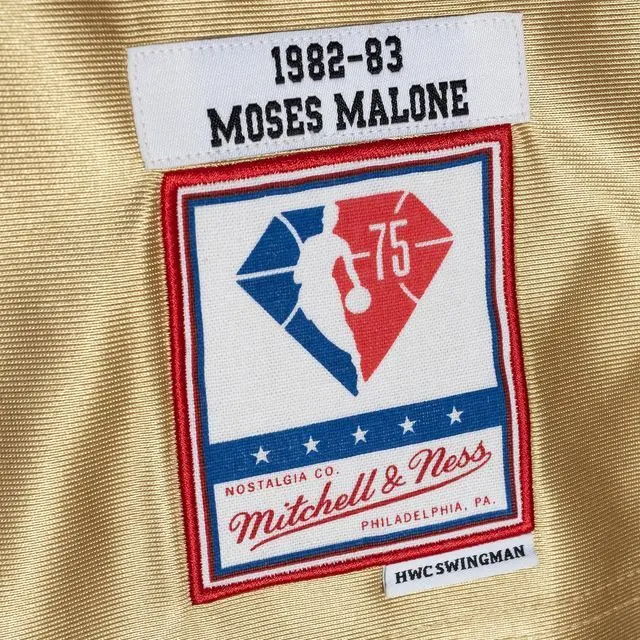 1982-83
MOSES MALONE
75
NOSTALGIA CO.
Mitchell & Ness
PHILADELPHIA, PA.
HWC SWINGMAN